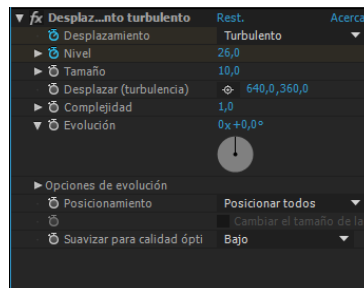 fx Desplaz...nto turbulento Rest. Acerca
Desplazamiento Turbulento
Nivel 26,0
Tamaño 10,0
Desplazar (turbulencia) 640,0,360,0
Complejidad 1,0
Evolución 0x+0,0°
Opciones de evolución
Posicionamiento Posicionar todos
Cambiar el tamaño de la
Suavizar para calidad ópti Bajo